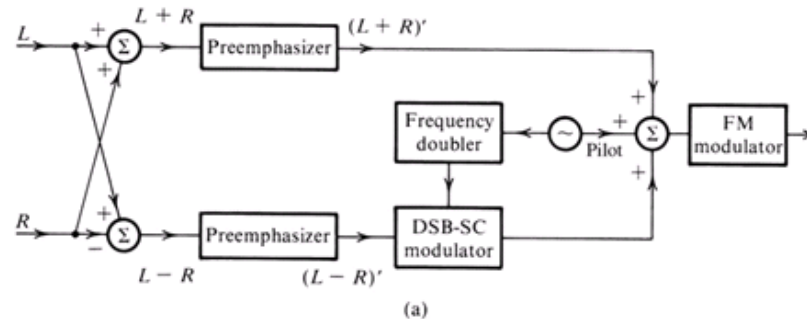 L
+
+
Σ
L + R
Preemphasizer
(L + R)′
+
Frequency
doubler
~
+
Pilot
Σ
+
FM
modulator
R
+
−
Σ
L − R
Preemphasizer
(L − R)′
DSB-SC
modulator
(a)